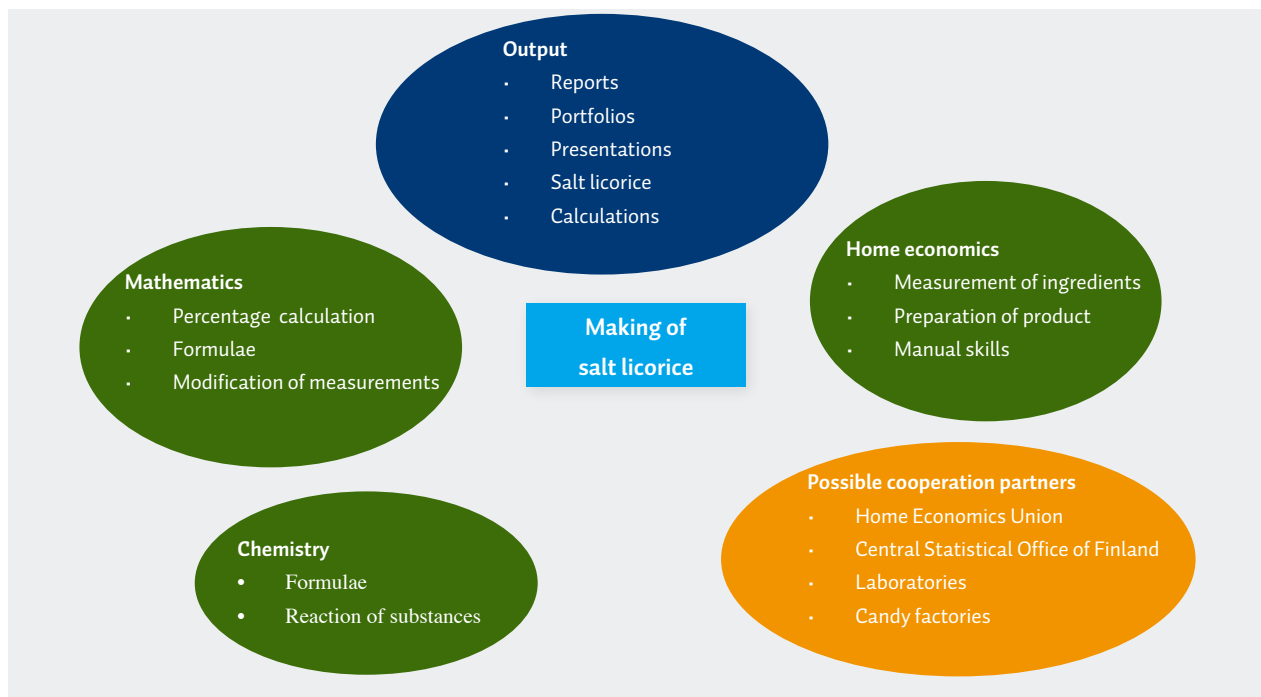 Output
▪ Reports
▪ Portfolios
▪ Presentations
▪ Salt licorice
▪ Calculations
Mathematics
▪ Percentage calculation
▪ Formulae
▪ Modification of measurements
Making of
salt licorice
Home economics
▪ Measurement of ingredients
▪ Preparation of product
▪ Manual skills
Chemistry
• Formulae
• Reaction of substances
Possible cooperation partners
▪ Home Economics Union
▪ Central Statistical Office of Finland
▪ Laboratories
▪ Candy factories